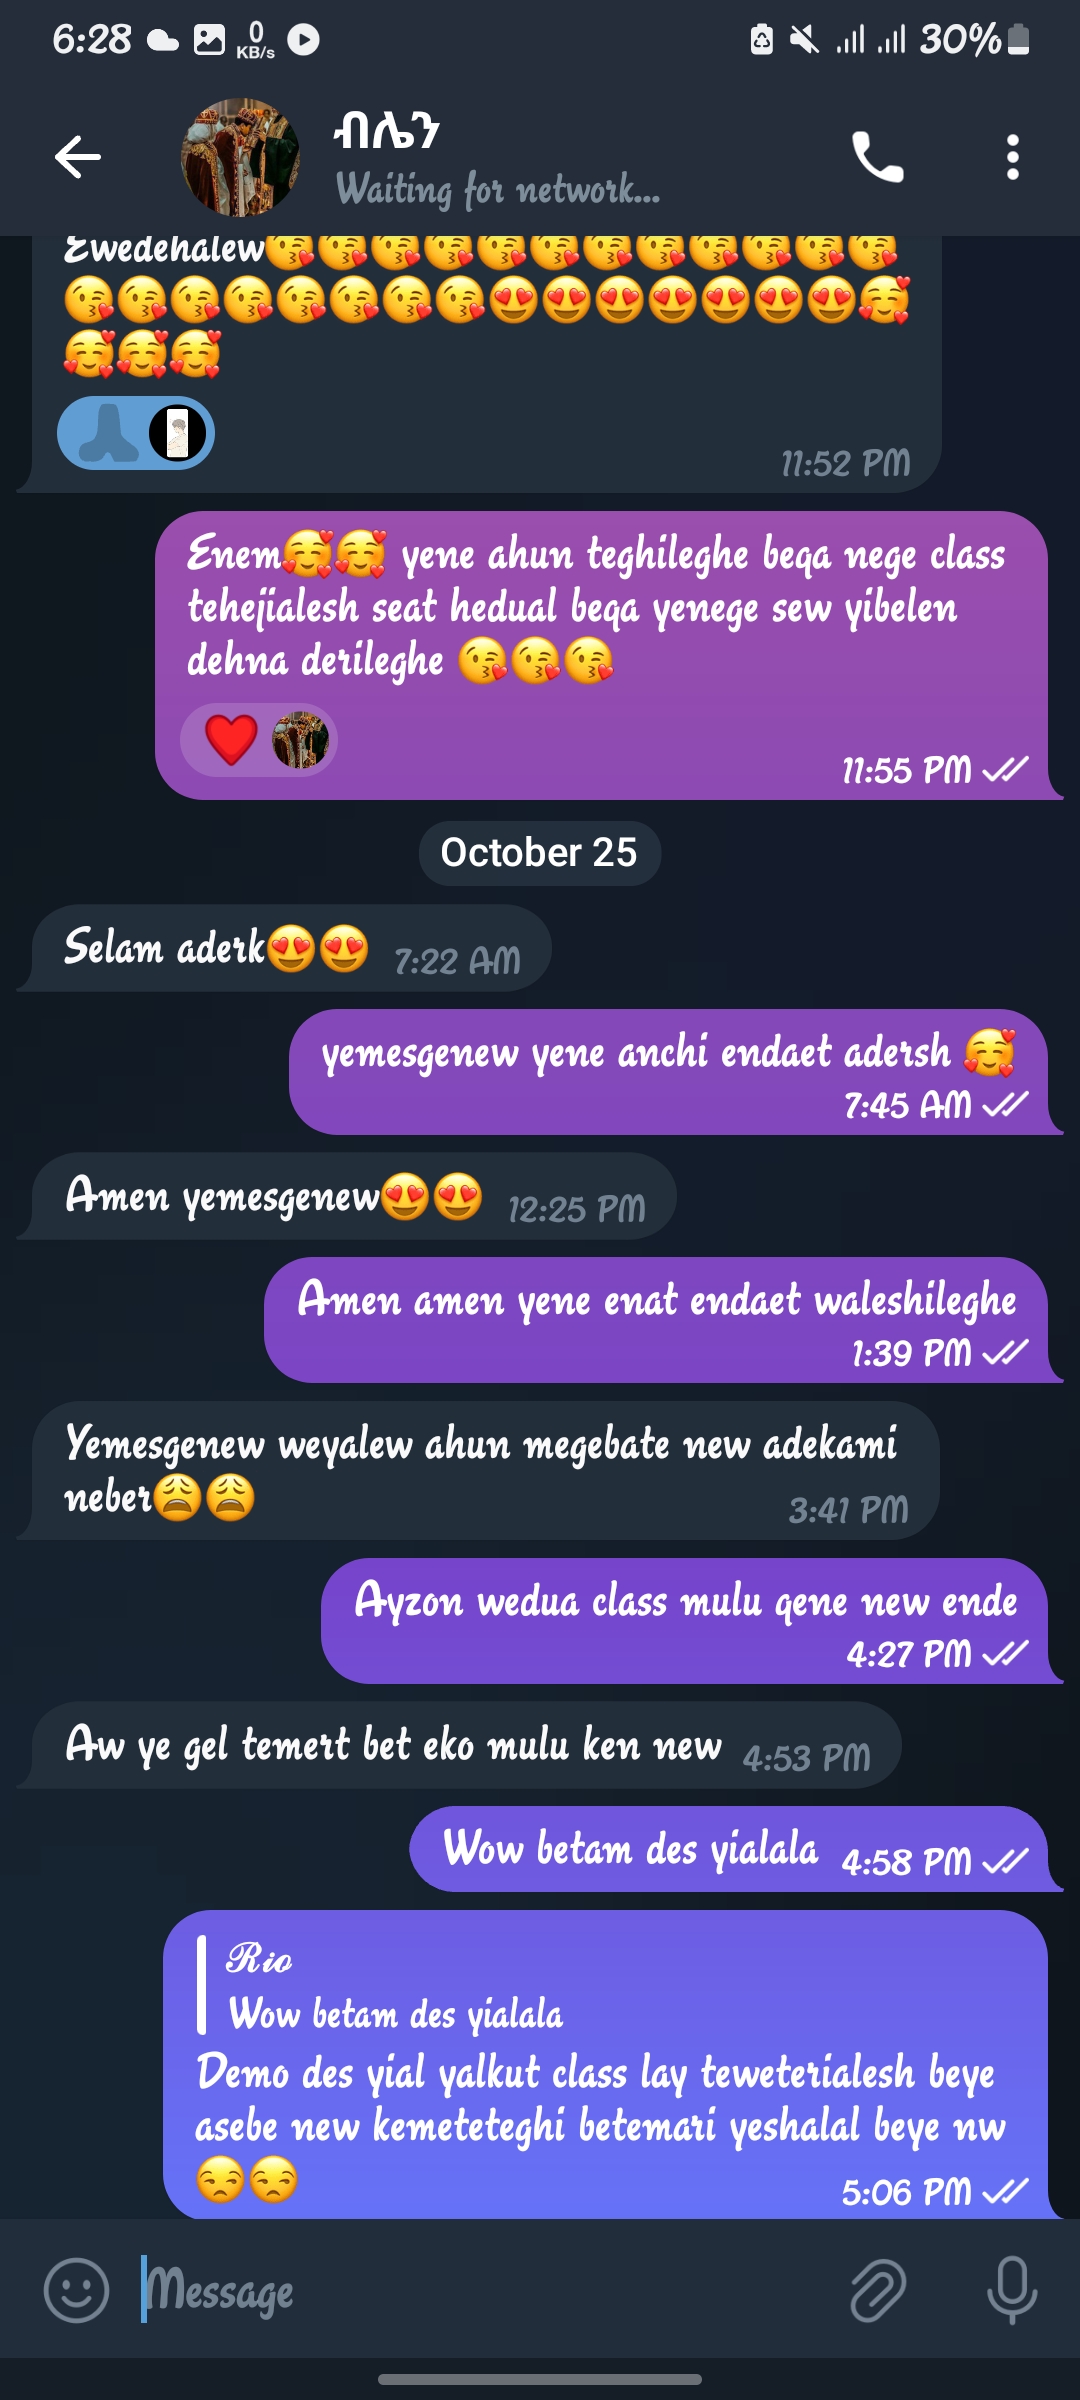 6:28 0 KB/s 30%
ብሌን
Waiting for network...
Ewedehalew😘😘😘😘😘😘😘😘😘😘😘😘
😘😘😘😘😘😘😘😘😍😍😍😍😍😍😍🥰
🥰🥰🥰
11:52 PM
Enem🥰🥰 yene ahun teghileghe beqa nege class
tehejialesh seat hedual beqa yenege sew yibelen
dehna derileghe 😘😘😘
❤️
11:55 PM
October 25
Selam aderk😍😍 7:22 AM
yemesgenew yene anchi endaet adersh 🥰
7:45 AM
Amen yemesgenew😍😍 12:25 PM
Amen amen yene enat endaet waleshileghe
1:39 PM
Yemesgenew weyalew ahun megebate new adekami
neber😩😩 3:41 PM
Ayzon wedua class mulu qene new ende
4:27 PM
Aw ye gel temert bet eko mulu ken new 4:53 PM
Wow betam des yialala 4:58 PM
Rio
Wow betam des yialala
Demo des yial yalkut class lay teweterialesh beye
asebe new kemeteteghi betemari yeshalal beye nw
😒😒 5:06 PM
Message